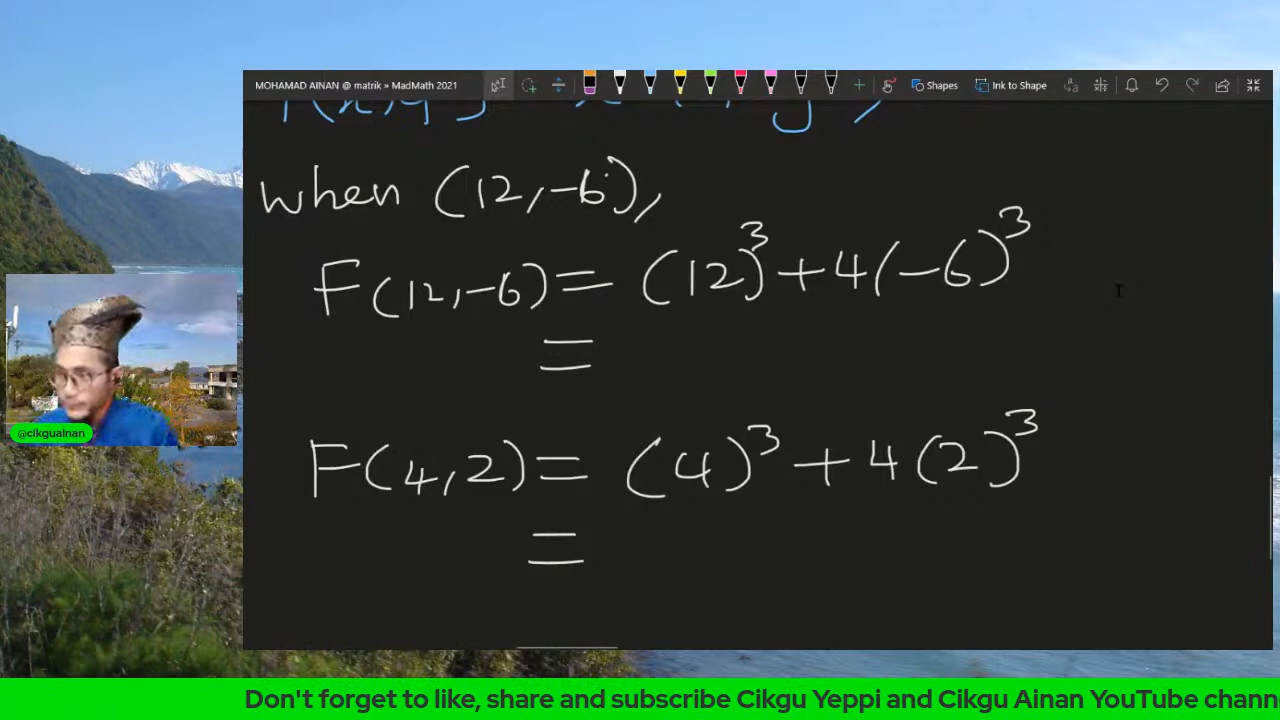 MOHAMAD AINAN @ matrik » MadMath 2021
Shapes
Ink to Shape
when (12,-6),
F(12,-6) = (12)³ + 4(-6)³
=
F(4,2) = (4)³ + 4(2)³
=
@cikguainan
Don't forget to like, share and subscribe Cikgu Yeppi and Cikgu Ainan YouTube chann